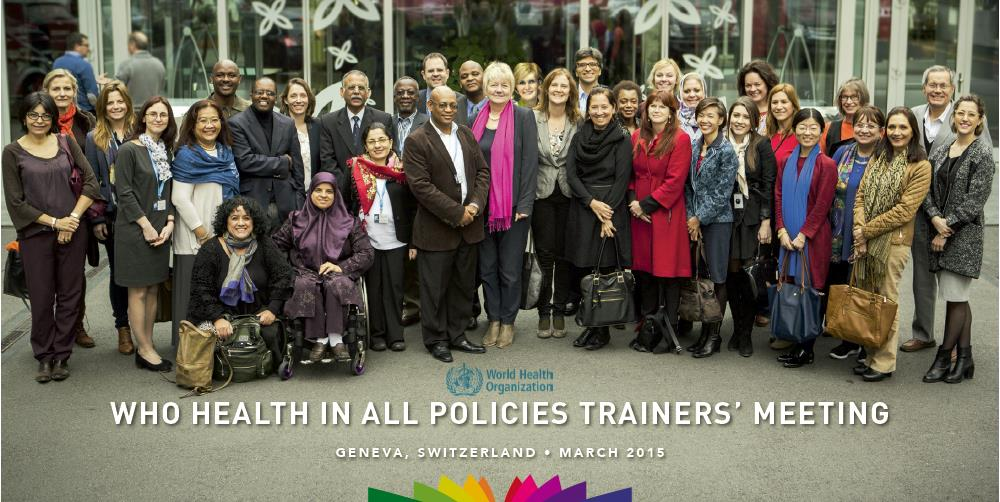 World Health
Organization
WHO HEALTH IN ALL POLICIES TRAINERS’ MEETING
GENEVA, SWITZERLAND • MARCH 2015